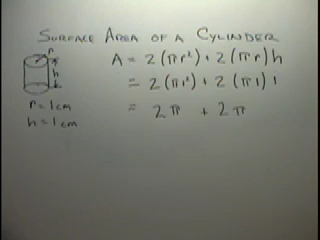 SURFACE AREA OF A CYLINDER
r
h
A = 2(πr²) + 2(πr)h
= 2(π1²) + 2(π1)1
= 2π + 2π
r = 1cm
h = 1cm